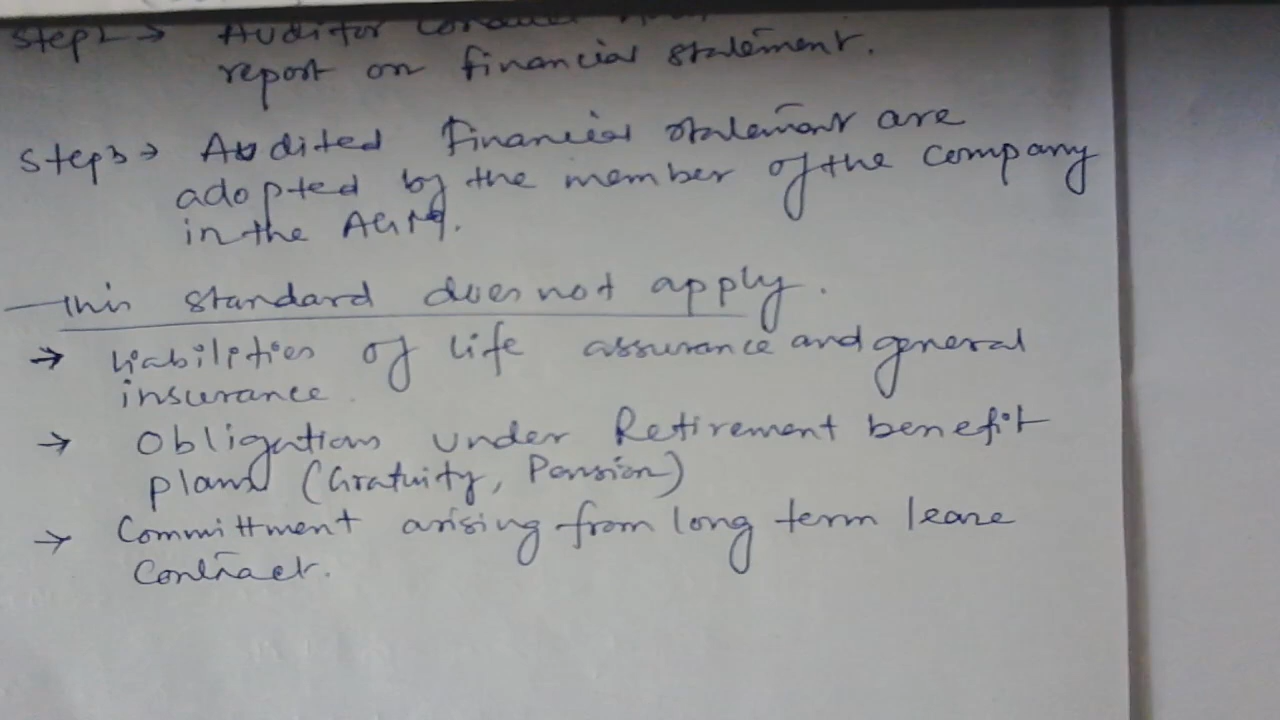 Step2 → Auditor
report on financial statement.
Step3 → Audited Financial statement are
adopted by the member of the company
in the AGM.
This standard does not apply.
→ Liabilities of life assurance and general
insurance.
→ Obligations under Retirement benefit
plans (Gratuity, Pension)
→ Committment arising from long term lease
contract.